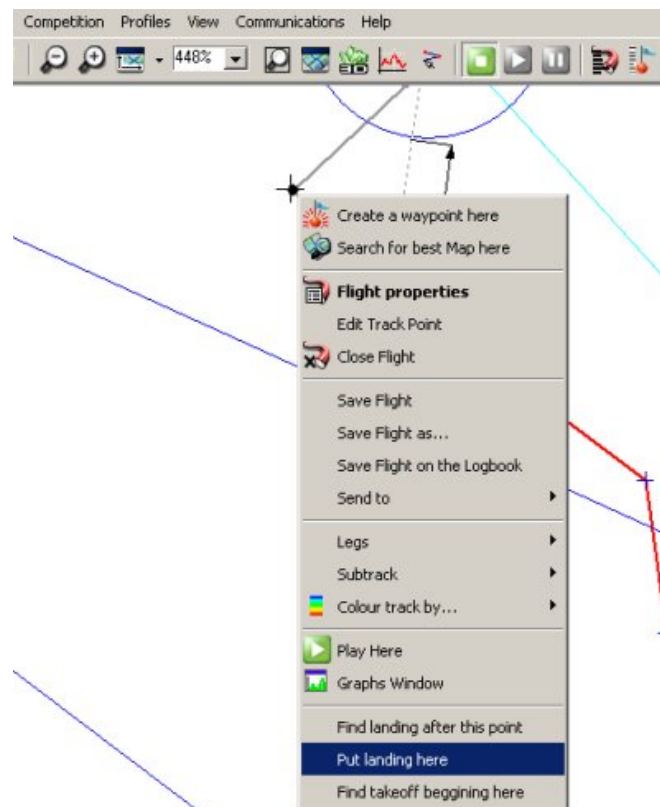 Competition Profiles View Communications Help
448%
Create a waypoint here
Search for best Map here
Flight properties
Edit Track Point
Close Flight
Save Flight
Save Flight as...
Save Flight on the Logbook
Send to
Legs
Subtrack
Colour track by...
Play Here
Graphs Window
Find landing after this point
Put landing here
Find takeoff beggining here